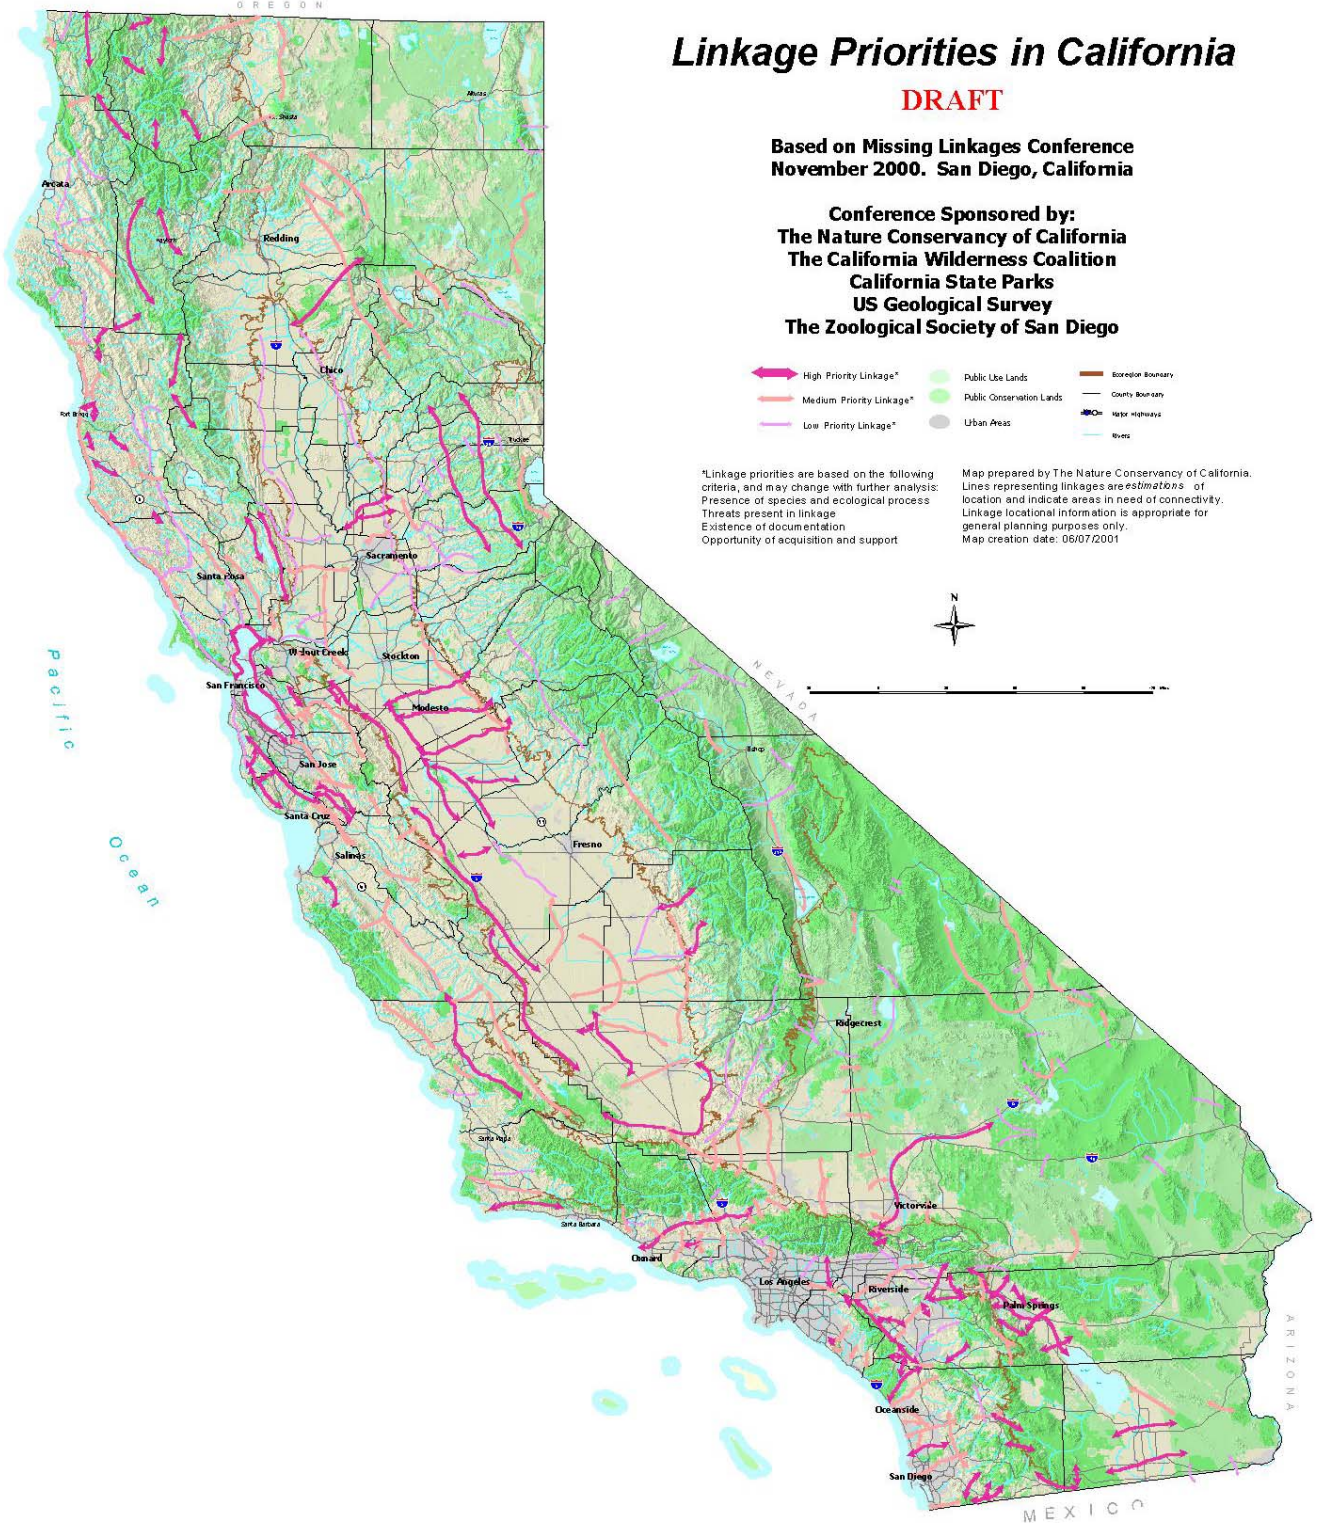 OREGON
Linkage Priorities in California
DRAFT
Based on Missing Linkages Conference
November 2000.  San Diego, California
Conference Sponsored by:
The Nature Conservancy of California
The California Wilderness Coalition
California State Parks
US Geological Survey
The Zoological Society of San Diego
High Priority Linkage*
Medium Priority Linkage*
Low Priority Linkage*
Public Use Lands
Public Conservation Lands
Urban Areas
Ecoregion Boundary
County Boundary
Major Highways
Rivers
*Linkage priorities are based on the following
criteria, and may change with further analysis:
Presence of species and ecological process
Threats present in linkage
Existence of documentation
Opportunity of acquisition and support
Map prepared by The Nature Conservancy of California.
Lines representing linkages are estimations of
location and indicate areas in need of connectivity.
Linkage locational information is appropriate for
general planning purposes only.
Map creation date: 06/07/2001
N
Alturas
Mt. Shasta
Arcata
Redding
Chico
Fort Bragg
Truckee
Sacramento
Santa Rosa
Walnut Creek
Stockton
San Francisco
Modesto
San Jose
Santa Cruz
Salinas
Fresno
Bishop
NEVADA
Pacific
Ocean
Ridgecrest
Santa Maria
Santa Barbara
Victorville
Oxnard
Los Angeles
Riverside
Palm Springs
Oceanside
San Diego
ARIZONA
MEXICO